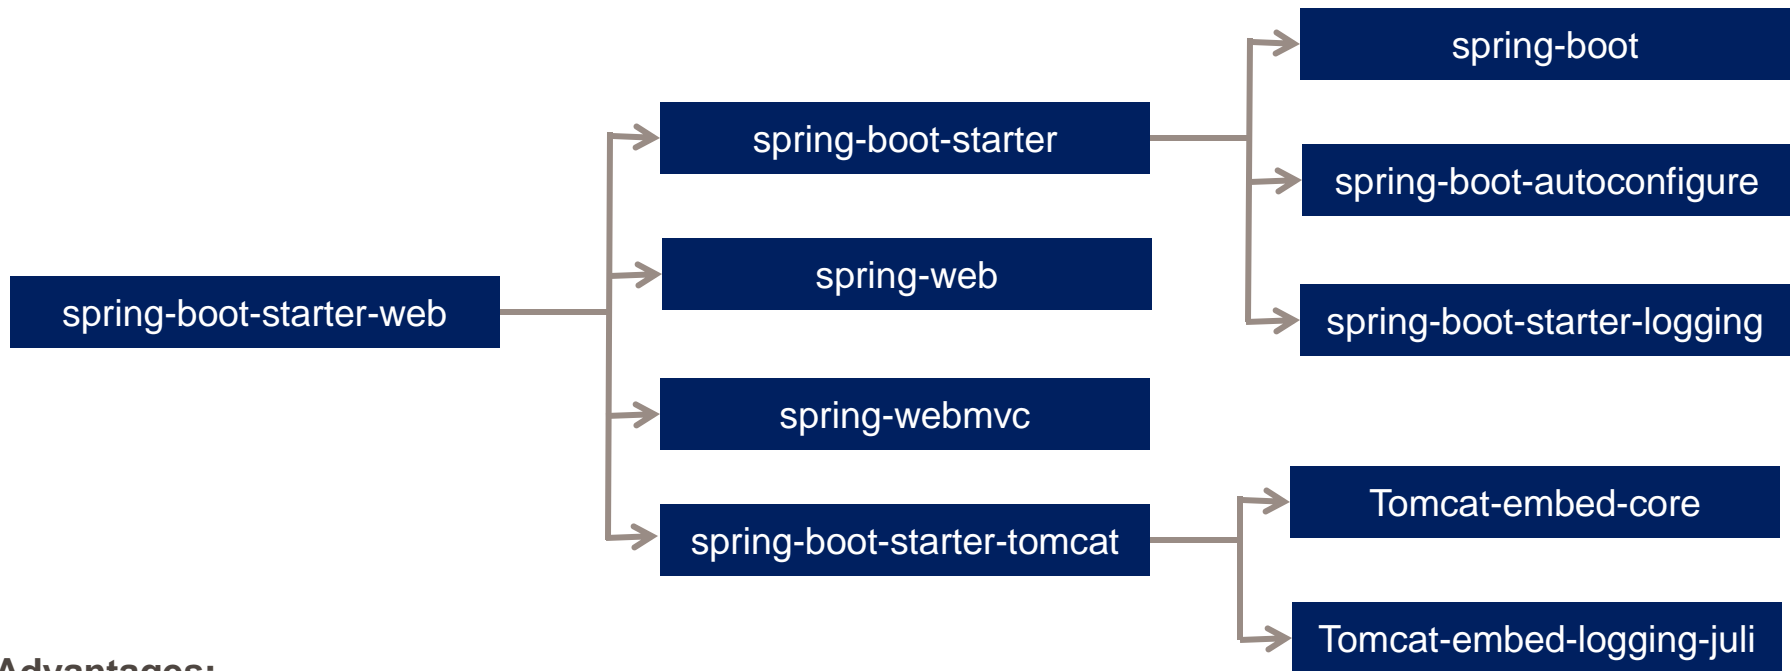 spring-boot
spring-boot-starter
spring-boot-autoconfigure
spring-web
spring-boot-starter-web
spring-boot-starter-logging
spring-webmvc
Tomcat-embed-core
spring-boot-starter-tomcat
Tomcat-embed-logging-juli
Advantages: